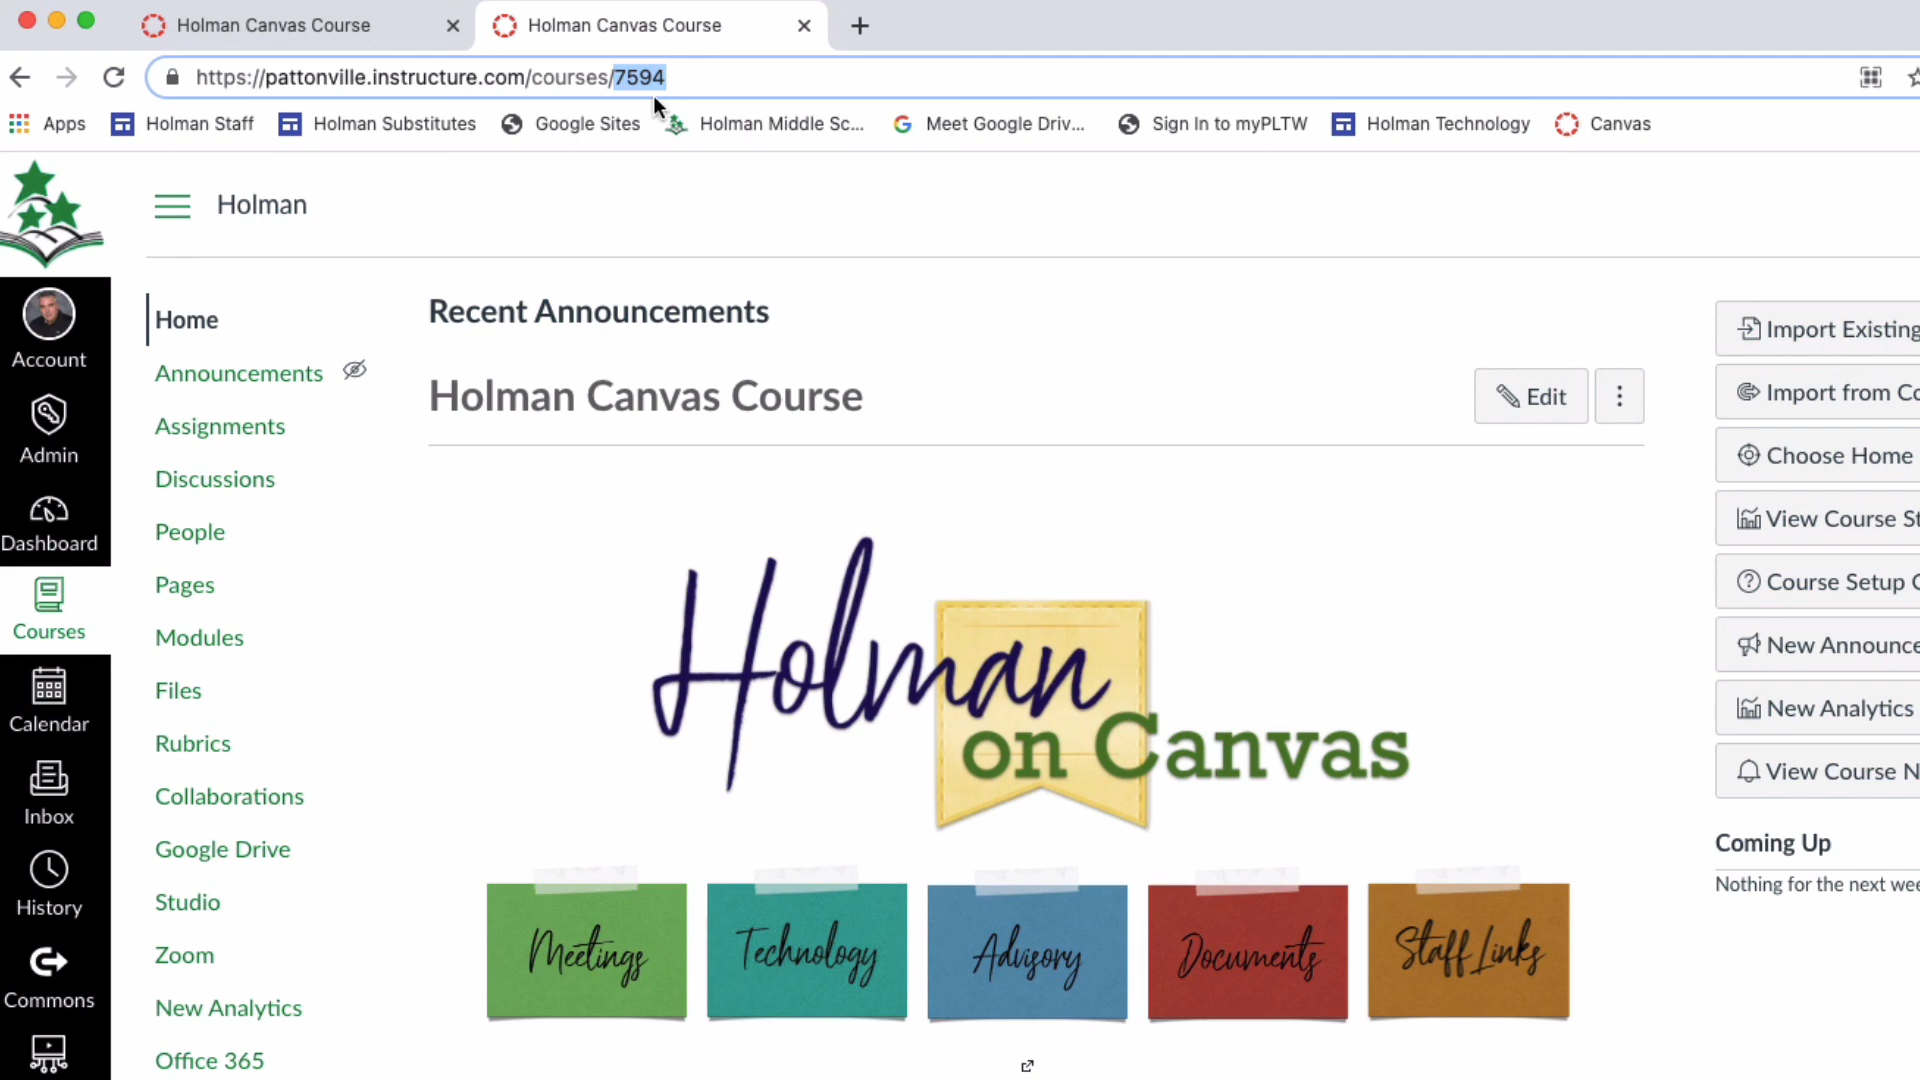 Holman Canvas Course
Holman Canvas Course
https://pattonville.instructure.com/courses/7594
Apps
Holman Staff
Holman Substitutes
Google Sites
Holman Middle Sc...
Meet Google Driv...
Sign In to myPLTW
Holman Technology
Canvas
Holman
Account
Admin
Dashboard
Courses
Calendar
Inbox
History
Commons
Home
Announcements
Assignments
Discussions
People
Pages
Modules
Files
Rubrics
Collaborations
Google Drive
Studio
Zoom
New Analytics
Office 365
Recent Announcements
Holman Canvas Course
Edit
Holman
on Canvas
Meetings
Technology
Advisory
Documents
Staff Links
Import Existing
Import from Co
Choose Home
View Course St
Course Setup C
New Announce
New Analytics
View Course N
Coming Up
Nothing for the next wee